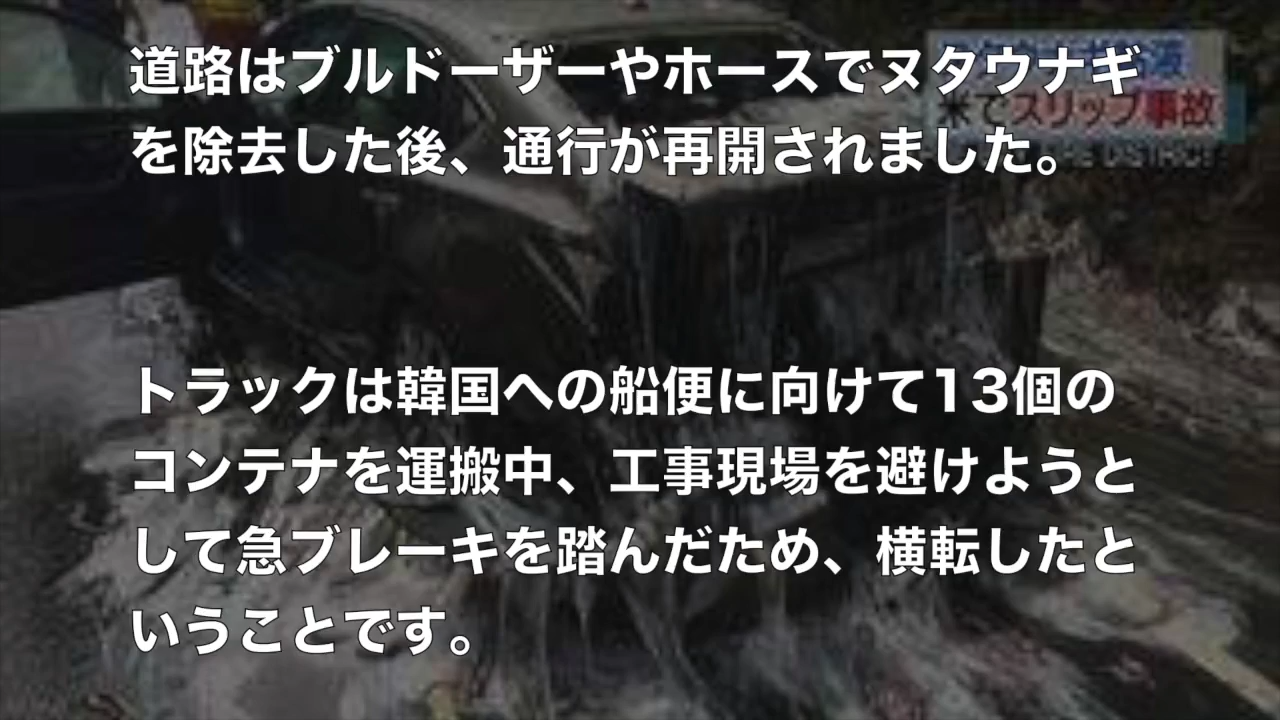 道路はブルドーザーやホースでヌタウナギ
を除去した後、通行が再開されました。
米でスリップ事故
トラックは韓国への船便に向けて13個の
コンテナを運搬中、工事現場を避けようと
して急ブレーキを踏んだため、横転したと
いうことです。